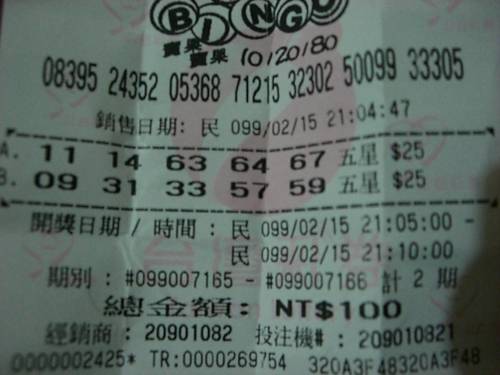 BINGO
賓果 10/20/80
賓果
08395 24352 05368 71215 32302 50099 33305
銷售日期: 民 099/02/15 21:04:47
A. 11 14 63 64 67 五星 $25
B. 09 31 33 57 59 五星 $25
開獎日期 / 時間 : 民 099/02/15 21:05:00 -
民 099/02/15 21:10:00
期別 : #099007165 - #099007166 計 2 期
總金額: NT$100
經銷商 : 20901082 投注機# : 209010821
0000002425* TR:0000269754 320A3F48320A3F48